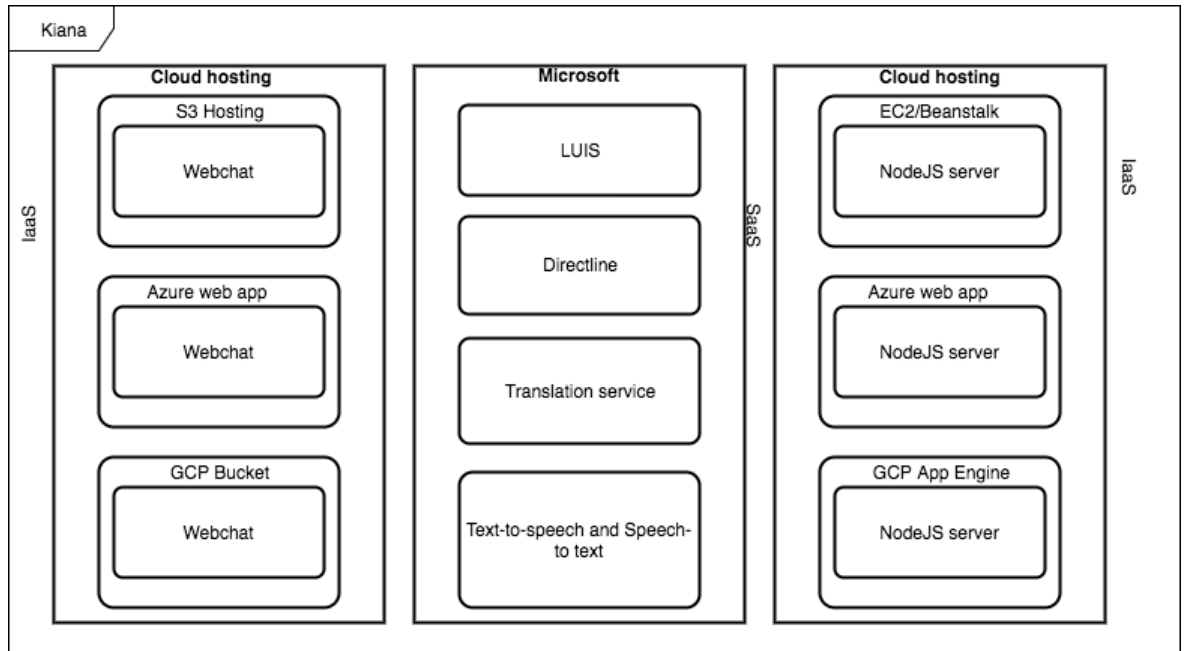 Kiana
Cloud hosting
S3 Hosting
Webchat
Azure web app
Webchat
GCP Bucket
Webchat
IaaS
Microsoft
LUIS
Directline
Translation service
Text-to-speech and Speech-
to text
SaaS
Cloud hosting
EC2/Beanstalk
NodeJS server
Azure web app
NodeJS server
GCP App Engine
NodeJS server
IaaS